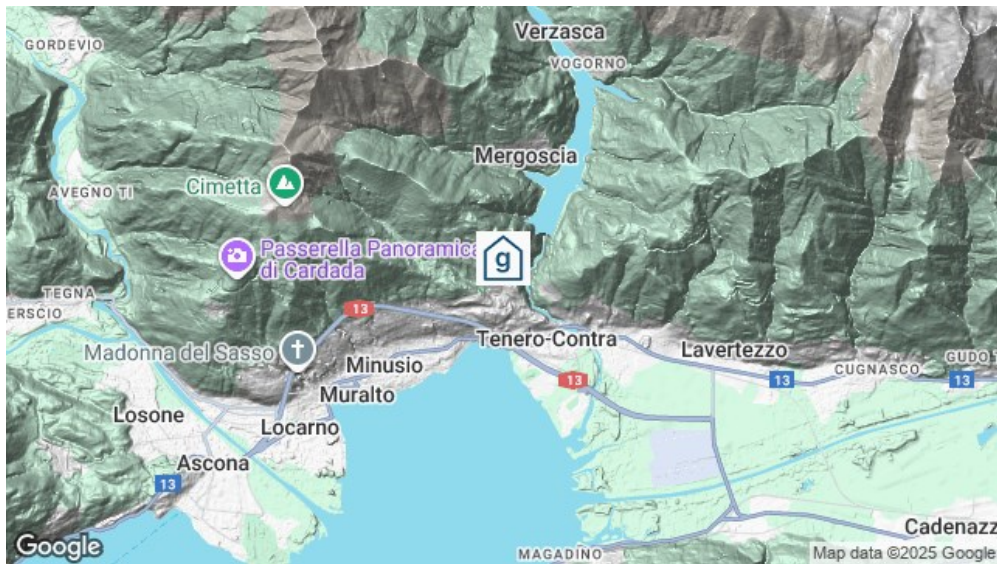 Verzasca
GORDEVIO
VOGORNO
Mergoscia
Cimetta
AVEGNO TI
Passerella Panoramica
di Cardada
g
TEGNA
ERSCIO
13
Madonna del Sasso
Tenero-Contra
Minusio
Lavertezzo
GUDO
CUGNASCO
13
13
13
Muralto
Losone
Locarno
Ascona
13
Cadenazz
Google
MAGADINO
Map data ©2025 Google